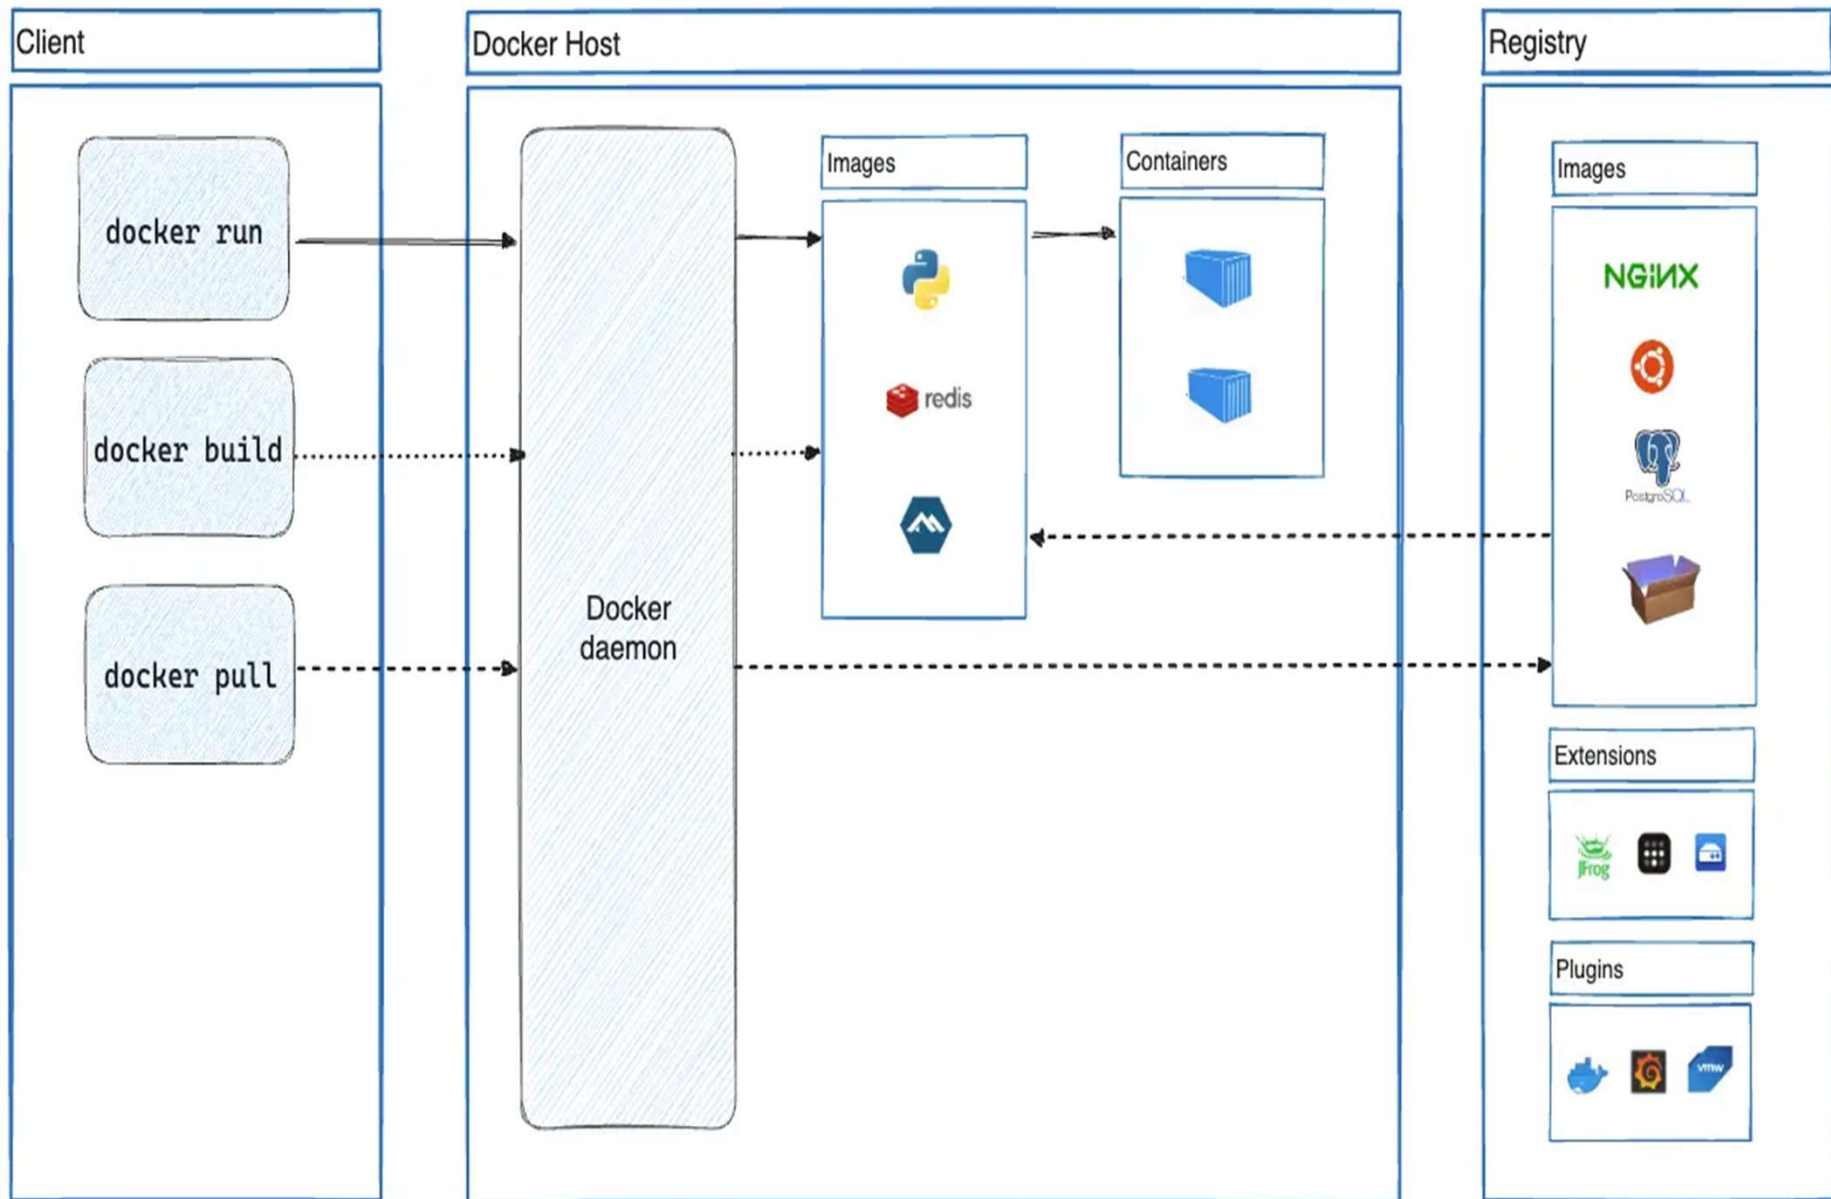 Client
Docker Host
Registry
docker run
docker build
docker pull
Docker
daemon
Images
redis
Containers
Images
NGINX
PostgreSQL
Extensions
JFrog
Plugins
vmw